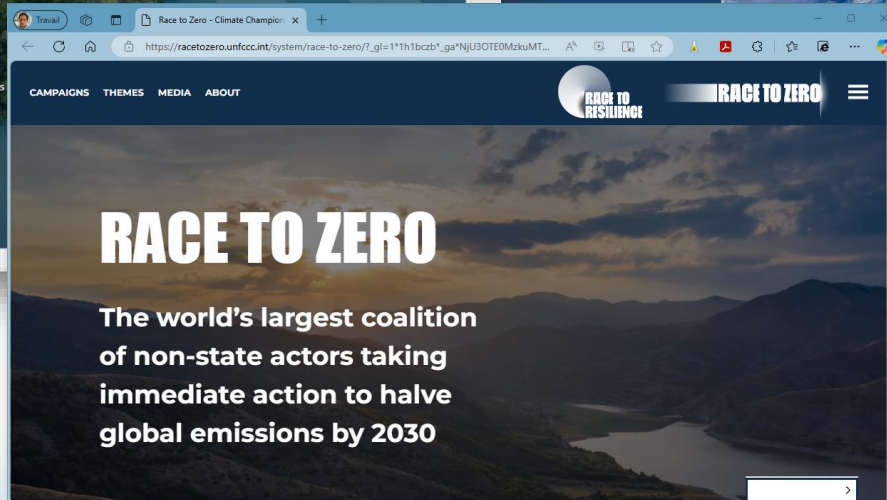 Travail
Race to Zero - Climate Champion
https://racetozero.unfccc.int/system/race-to-zero/?_gl=1*1h1bczb*_ga*NjU3OTE0MzkuMT...
CAMPAIGNS THEMES MEDIA ABOUT
RACE TO
RESILIENCE
RACE TO ZERO
RACE TO ZERO
The world’s largest coalition
of non-state actors taking
immediate action to halve
global emissions by 2030